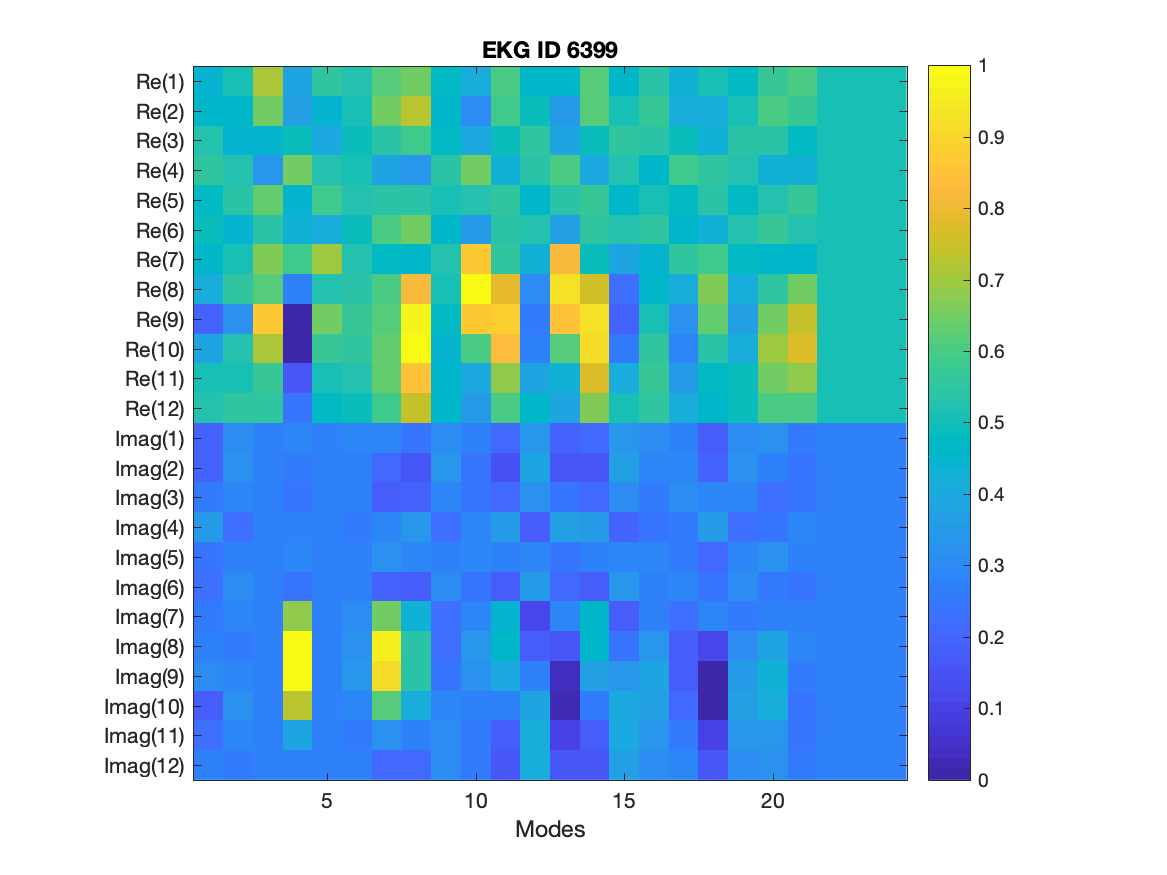 EKG ID 6399
Re(1)
Re(2)
Re(3)
Re(4)
Re(5)
Re(6)
Re(7)
Re(8)
Re(9)
Re(10)
Re(11)
Re(12)
Imag(1)
Imag(2)
Imag(3)
Imag(4)
Imag(5)
Imag(6)
Imag(7)
Imag(8)
Imag(9)
Imag(10)
Imag(11)
Imag(12)
5 10 15 20
Modes
1
0.9
0.8
0.7
0.6
0.5
0.4
0.3
0.2
0.1
0